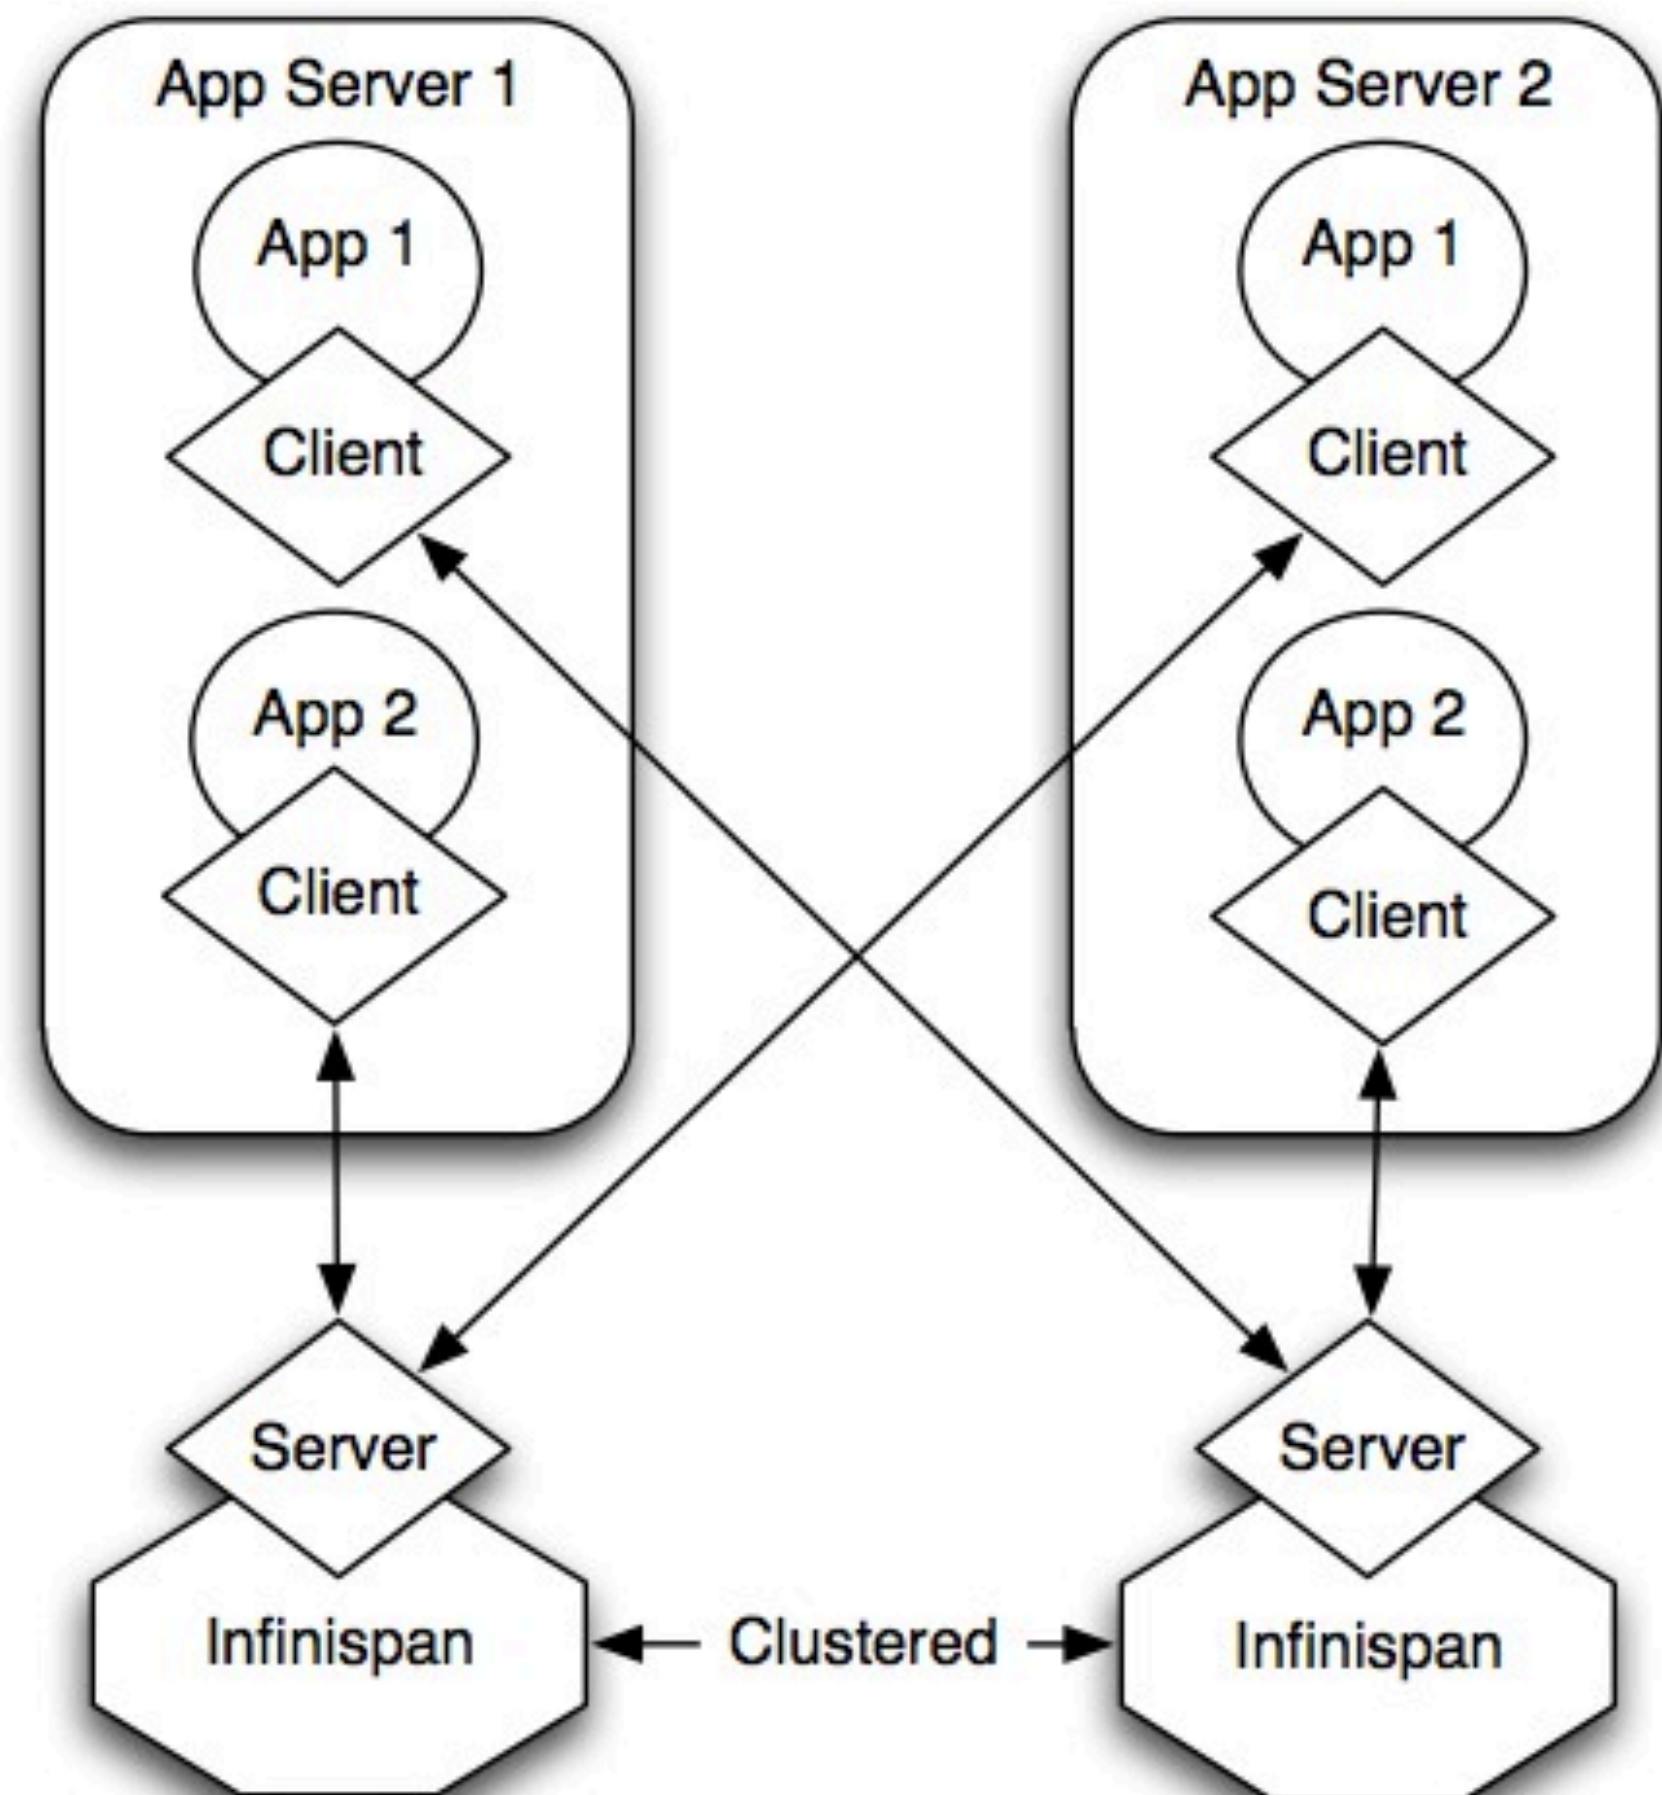 App Server 1
App 1
Client
App 2
Client
App Server 2
App 1
Client
App 2
Client
Server
Infinispan
Clustered
Server
Infinispan